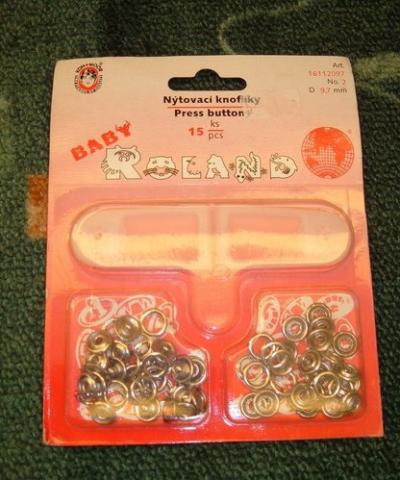 Art.
16112097
No. 2
D 9,7 mm
Nýtovací knoflíky
Press button
15 ks
pcs
BABY
ROLAND